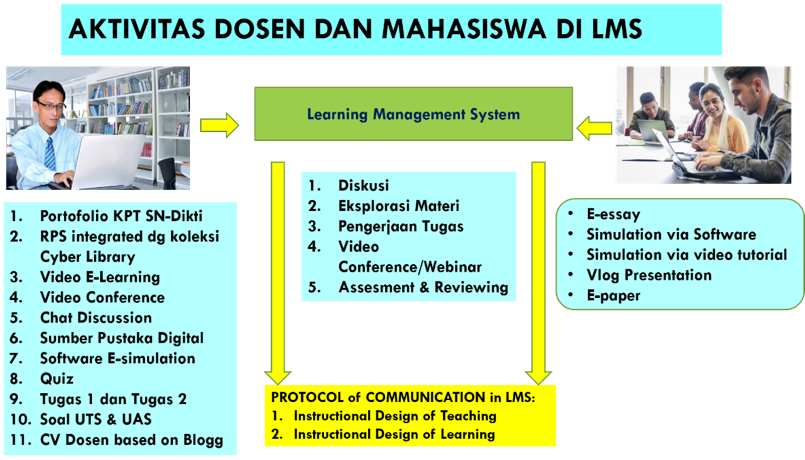 AKTIVITAS DOSEN DAN MAHASISWA DI LMS
Learning Management System
1. Portofolio KPT SN-Dikti
2. RPS integrated dg koleksi
Cyber Library
3. Video E-Learning
4. Video Conference
5. Chat Discussion
6. Sumber Pustaka Digital
7. Software E-simulation
8. Quiz
9. Tugas 1 dan Tugas 2
10. Soal UTS & UAS
11. CV Dosen based on Blogg
1. Diskusi
2. Eksplorasi Materi
3. Pengerjaan Tugas
4. Video
Conference/Webinar
5. Assesment & Reviewing
• E-essay
• Simulation via Software
• Simulation via video tutorial
• Vlog Presentation
• E-paper
PROTOCOL of COMMUNICATION in LMS:
1. Instructional Design of Teaching
2. Instructional Design of Learning